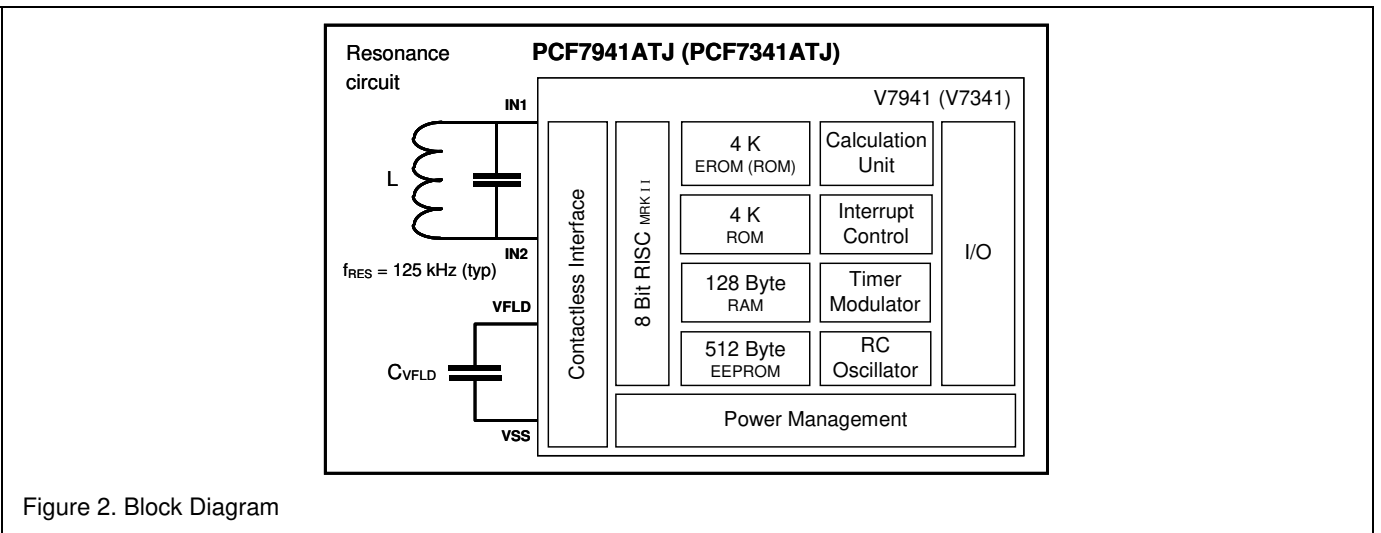 Resonance
circuit
PCF7941ATJ (PCF7341ATJ)
V7941 (V7341)
IN1
L
IN2
fRES = 125 kHz (typ)
VFLD
CVFLD
VSS
Contactless Interface
8 Bit RISC MRK II
4 K
EROM (ROM)
Calculation
Unit
4 K
ROM
Interrupt
Control
128 Byte
RAM
Timer
Modulator
512 Byte
EEPROM
RC
Oscillator
I/O
Power Management
Figure 2. Block Diagram